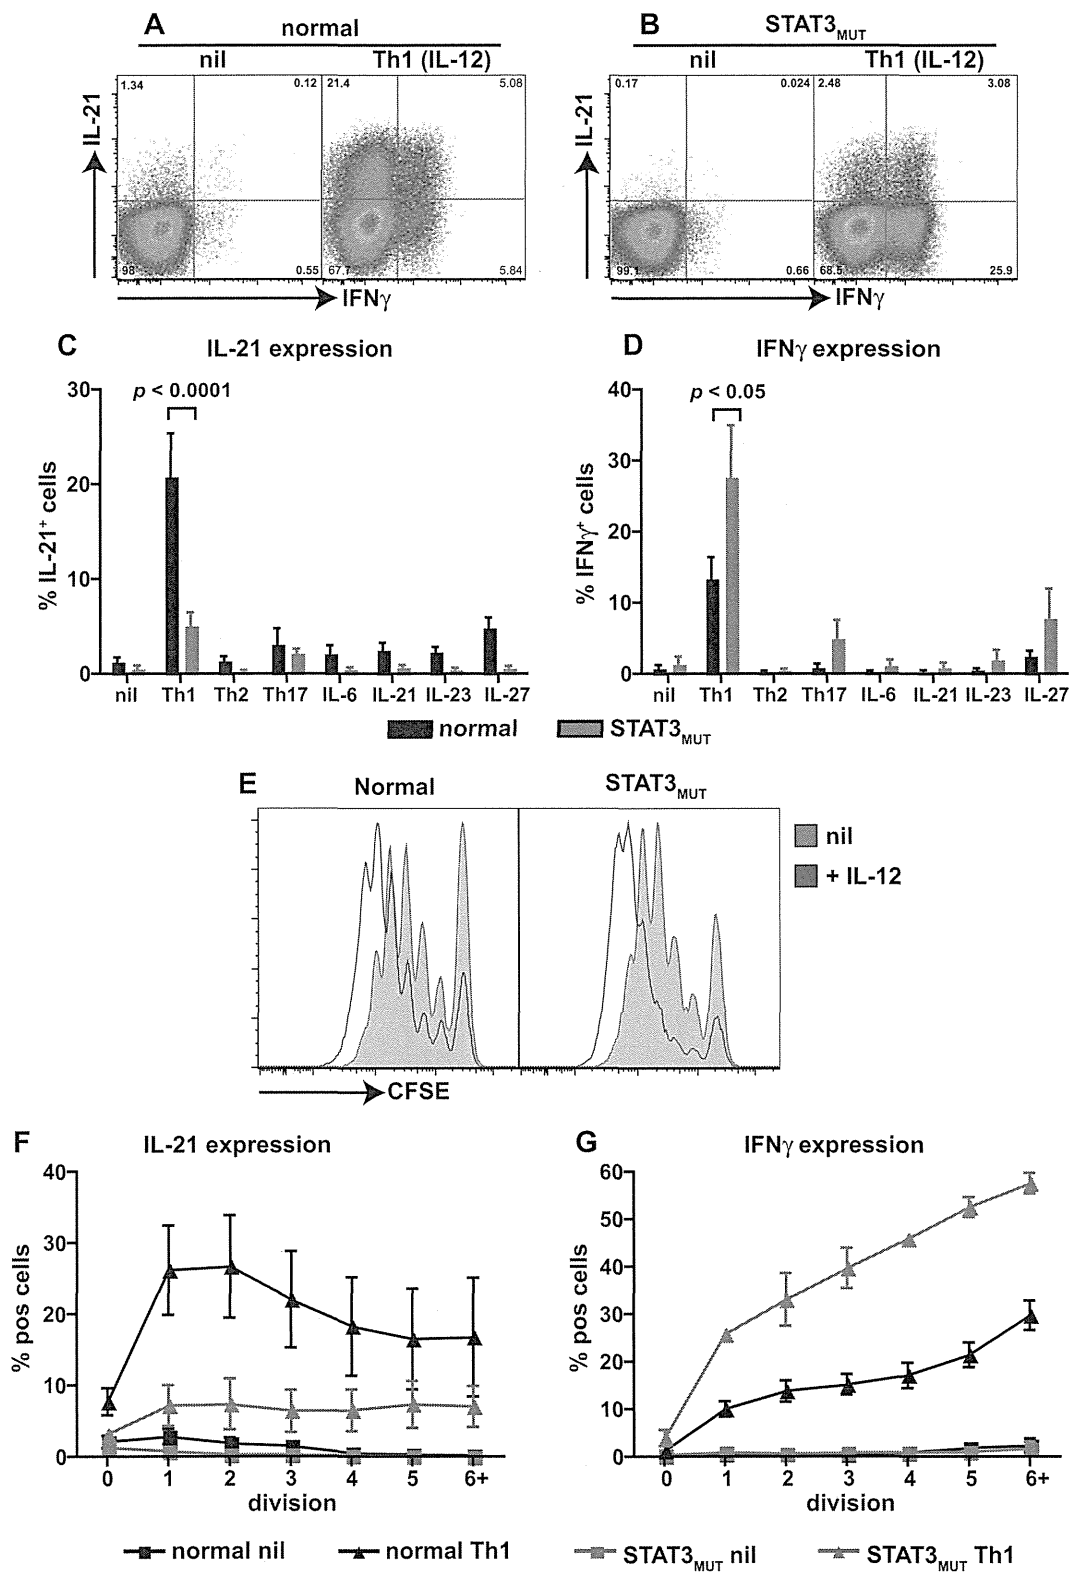 A
normal
nil
Th1 (IL-12)
1.34
0.12
21.4
5.08
98
0.55
67.7
5.84
IL-21
IFNγ
B
STAT3MUT
nil
Th1 (IL-12)
0.17
0.024
2.48
3.08
99.1
0.66
68.5
25.9
IL-21
IFNγ
C
IL-21 expression
p < 0.0001
% IL-21+ cells
30
20
10
0
nil Th1 Th2 Th17 IL-6 IL-21 IL-23 IL-27
D
IFNγ expression
p < 0.05
% IFNγ+ cells
40
30
20
10
0
nil Th1 Th2 Th17 IL-6 IL-21 IL-23 IL-27
normal
STAT3MUT
E
Normal
STAT3MUT
nil
+ IL-12
CFSE
F
IL-21 expression
% pos cells
40
30
20
10
0
0 1 2 3 4 5 6+
division
G
IFNγ expression
% pos cells
60
50
40
30
20
10
0
0 1 2 3 4 5 6+
division
normal nil
normal Th1
STAT3MUT nil
STAT3MUT Th1